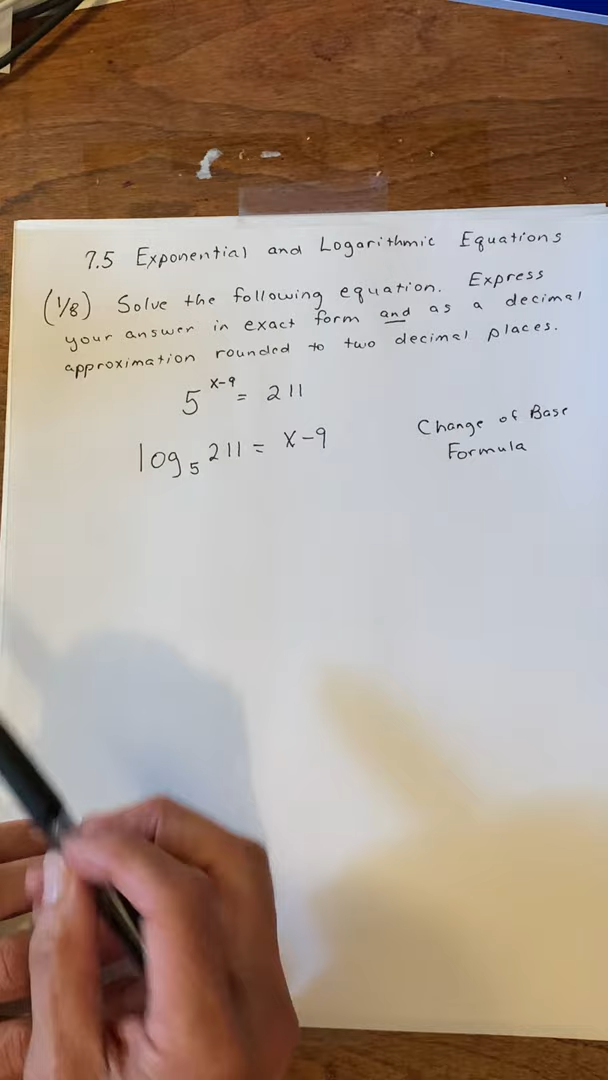 7.5 Exponential and Logarithmic Equations
(1/8) Solve the following equation. Express
your answer in exact form and as a decimal
approximation rounded to two decimal places.
5^(x-9) = 211
log₅ 211 = x-9
Change of Base
Formula